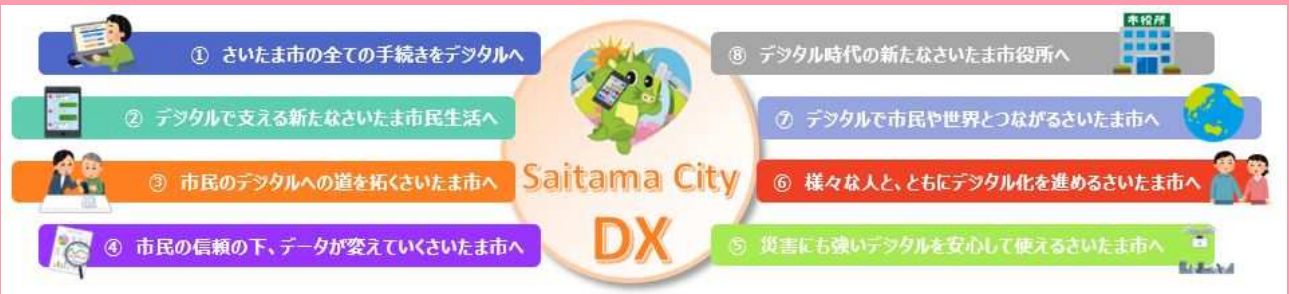 ① さいたま市の全ての手続きをデジタルへ
② デジタルで支える新たなさいたま市民生活へ
③ 市民のデジタルへの道を拓くさいたま市へ
④ 市民の信頼の下、データが変えていくさいたま市へ
Saitama City
DX
市役所
⑧ デジタル時代の新たなさいたま市役所へ
⑦ デジタルで市民や世界とつながるさいたま市へ
⑥ 様々な人と、ともにデジタル化を進めるさいたま市へ
⑤ 災害にも強いデジタルを安心して使えるさいたま市へ